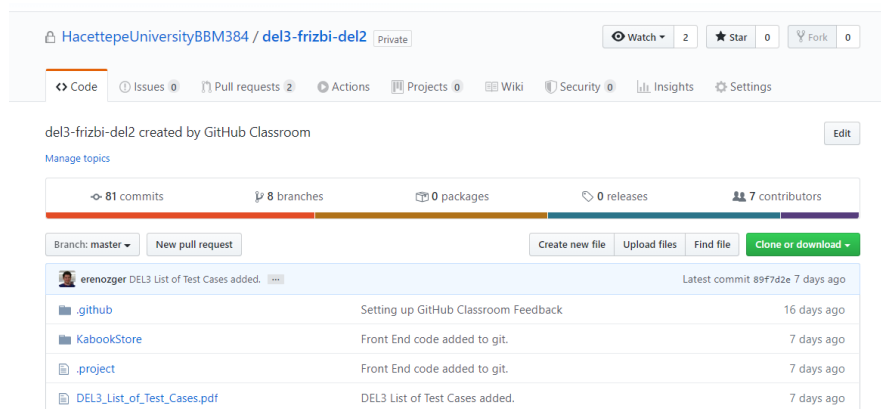 HacettepeUniversityBBM384 / del3-frizbi-del2 Private Watch 2 Star 0 Fork 0
Code Issues 0 Pull requests 2 Actions Projects 0 Wiki Security 0 Insights Settings
del3-frizbi-del2 created by GitHub Classroom Edit
Manage topics
81 commits 8 branches 0 packages 0 releases 7 contributors
Branch: master New pull request Create new file Upload files Find file Clone or download
erenozger DEL3 List of Test Cases added. ... Latest commit 89f7d2e 7 days ago
.github Setting up GitHub Classroom Feedback 16 days ago
KabookStore Front End code added to git. 7 days ago
.project Front End code added to git. 7 days ago
DEL3_List_of_Test_Cases.pdf DEL3 List of Test Cases added. 7 days ago